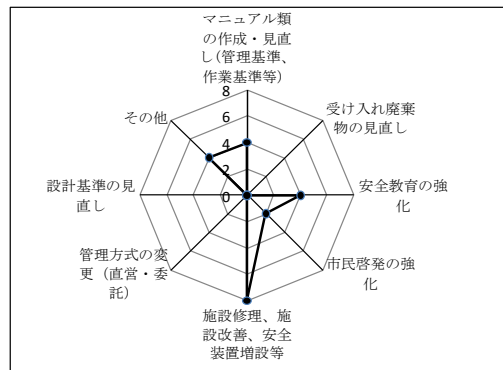 マニュアル類
の作成・見直
し(管理基準、
作業基準等)
8
6
4
2
0
受け入れ廃棄
物の見直し
安全教育の強
化
市民啓発の強
化
施設修理、施
設改善、安全
装置増設等
管理方式の変
更（直営・委
託）
設計基準の見
直し
その他